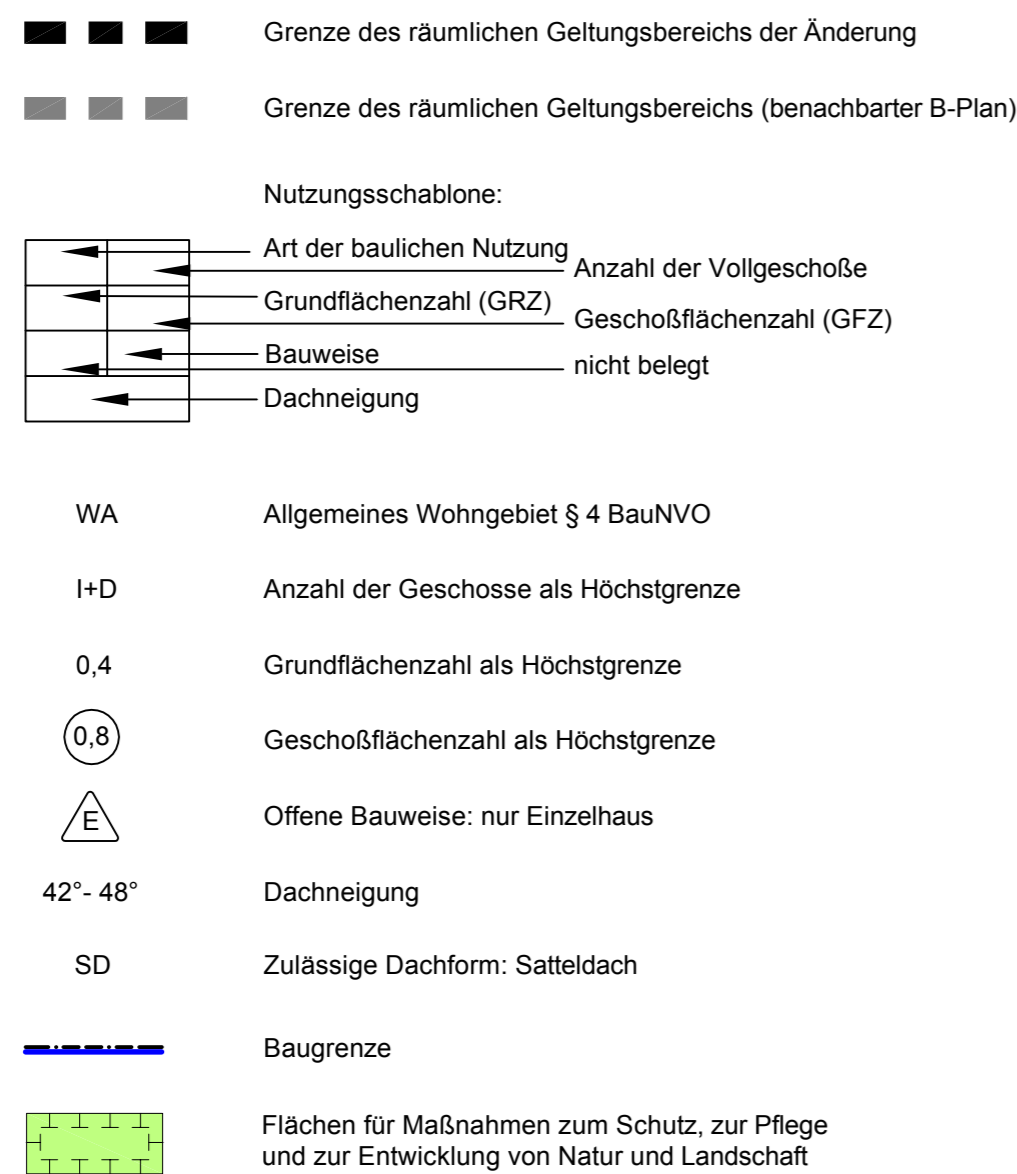 Grenze des räumlichen Geltungsbereichs der Änderung
Grenze des räumlichen Geltungsbereichs (benachbarter B-Plan)
Nutzungsschablone:
Art der baulichen Nutzung
Anzahl der Vollgeschoße
Grundflächenzahl (GRZ)
Geschoßflächenzahl (GFZ)
Bauweise
nicht belegt
Dachneigung
WA Allgemeines Wohngebiet § 4 BauNVO
I+D Anzahl der Geschosse als Höchstgrenze
0,4 Grundflächenzahl als Höchstgrenze
0,8 Geschoßflächenzahl als Höchstgrenze
E Offene Bauweise: nur Einzelhaus
42°- 48° Dachneigung
SD Zulässige Dachform: Satteldach
Baugrenze
Flächen für Maßnahmen zum Schutz, zur Pflege
und zur Entwicklung von Natur und Landschaft